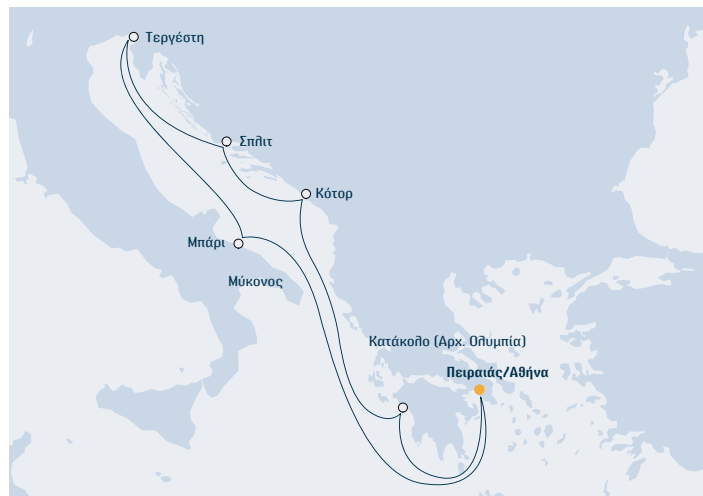 Τεργέστη
Σπλιτ
Κότορ
Μπάρι
Μύκονος
Κατάκολο (Αρχ. Ολυμπία)
Πειραιάς/Αθήνα